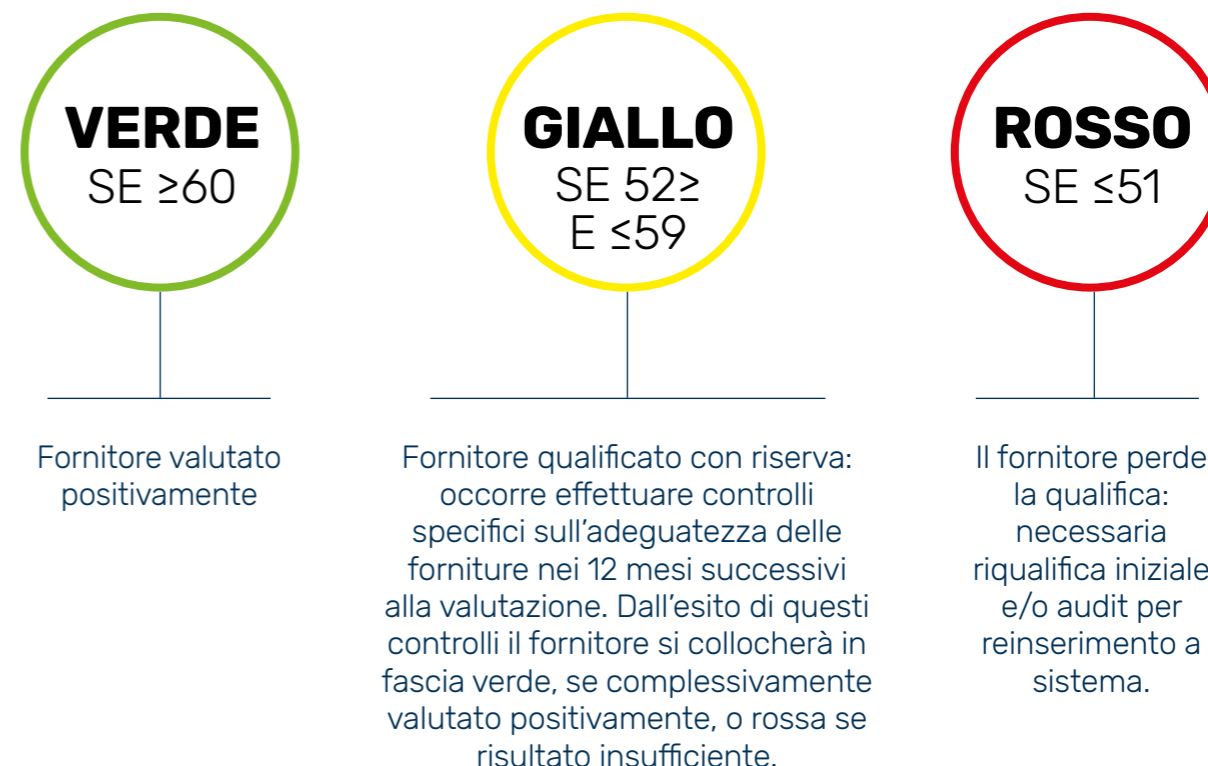 VERDE
SE ≥60
Fornitore valutato
positivamente
GIALLO
SE 52≥
E ≤59
Fornitore qualificato con riserva:
occorre effettuare controlli
specifici sull’adeguatezza delle
forniture nei 12 mesi successivi
alla valutazione. Dall’esito di questi
controlli il fornitore si collocherà in
fascia verde, se complessivamente
valutato positivamente, o rossa se
risultato insufficiente.
ROSSO
SE ≤51
Il fornitore perde
la qualifica:
necessaria
riqualifica iniziale
e/o audit per
reinserimento a
sistema.